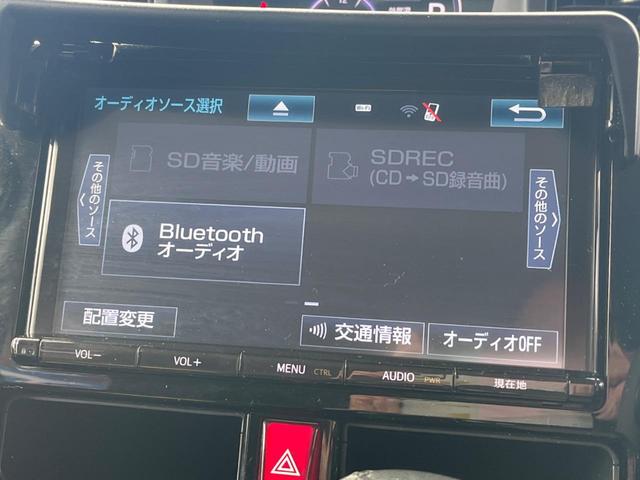 オーディオソース選択
Wi-Fi
SD音楽/動画
SDREC
(CD→SD録音曲)
その他のソース
その他のソース
Bluetooth
オーディオ
配置変更
交通情報
オーディオOFF
VOL−
VOL+
MENU CTRL
AUDIO PWR
現在地